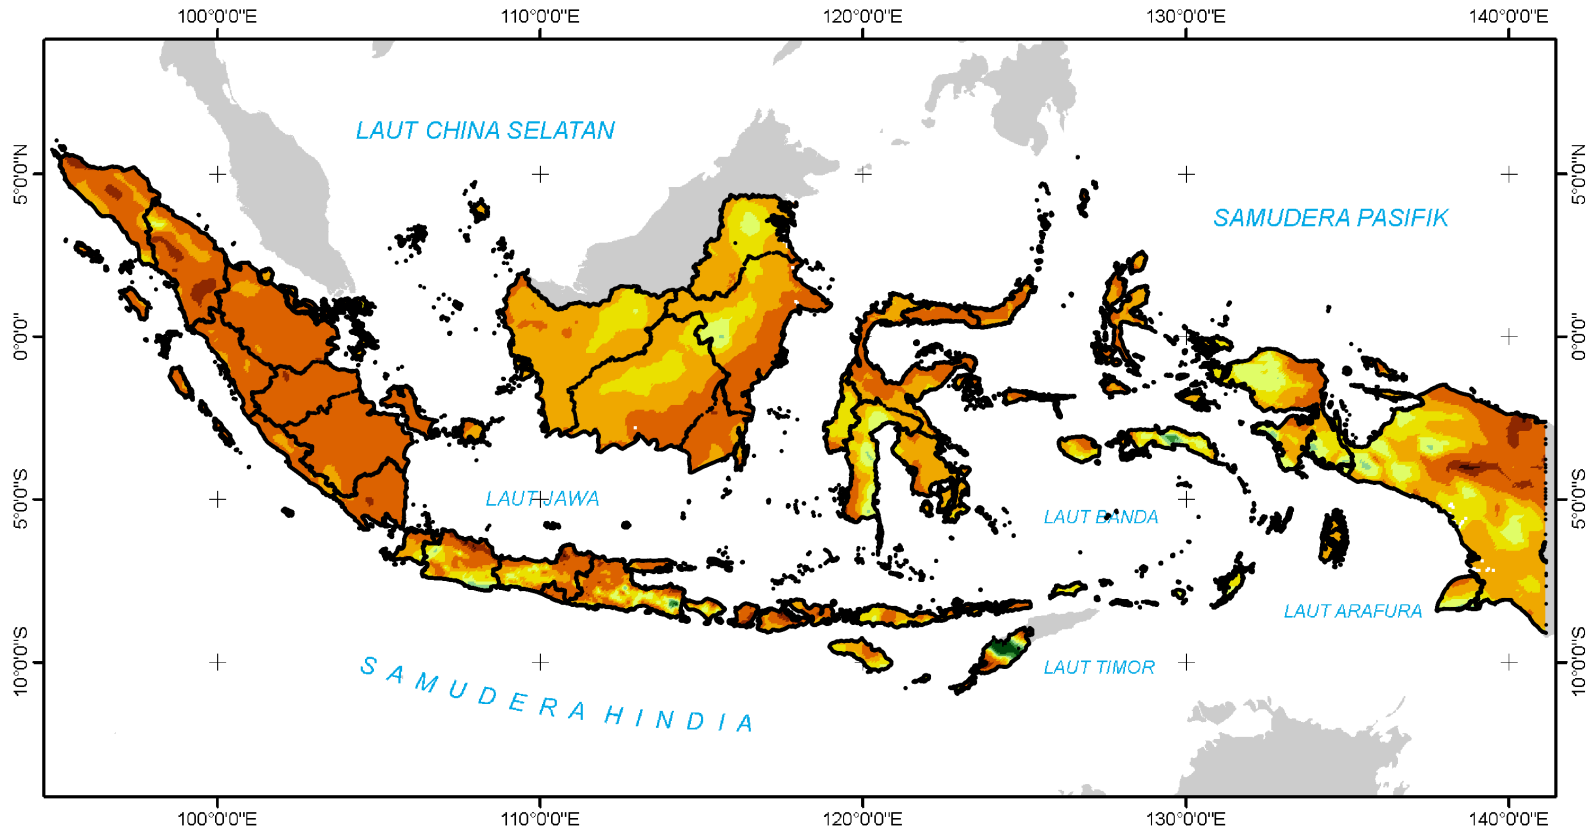 100°0'0"E 110°0'0"E 120°0'0"E 130°0'0"E 140°0'0"E
LAUT CHINA SELATAN
5°0'0"N 5°0'0"N
SAMUDERA PASIFIK
0°0'0" 0°0'0"
5°0'0"S 5°0'0"S
LAUT JAWA
LAUT BANDA
LAUT ARAFURA
10°0'0"S 10°0'0"S
LAUT TIMOR
SAMUDERA HINDIA
100°0'0"E 110°0'0"E 120°0'0"E 130°0'0"E 140°0'0"E